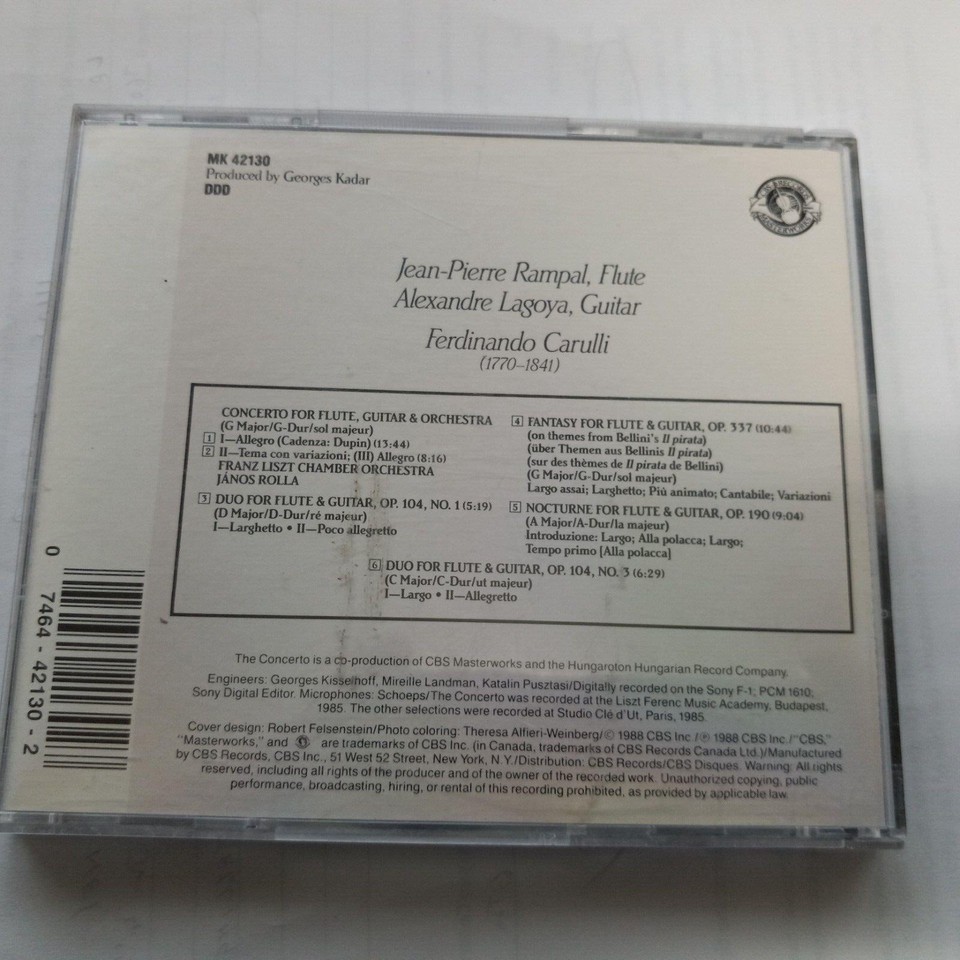 MK 42130
Produced by Georges Kadar
DDD
CBS RECORDS
MASTERWORKS
Jean-Pierre Rampal, Flute
Alexandre Lagoya, Guitar
Ferdinando Carulli
(1770–1841)
CONCERTO FOR FLUTE, GUITAR & ORCHESTRA
(G Major/G-Dur/sol majeur)
1 I—Allegro (Cadenza: Dupin) (13:44)
2 II—Tema con variazioni; (III) Allegro (8:16)
FRANZ LISZT CHAMBER ORCHESTRA
JÁNOS ROLLA
3 DUO FOR FLUTE & GUITAR, OP. 104, NO. 1 (5:19)
(D Major/D-Dur/ré majeur)
I—Larghetto • II—Poco allegretto
4 FANTASY FOR FLUTE & GUITAR, OP. 337 (10:44)
(on themes from Bellini's Il pirata)
(über Themen aus Bellinis Il pirata)
(sur des thèmes de Il pirata de Bellini)
(G Major/G-Dur/sol majeur)
Largo assai; Larghetto; Più animato; Cantabile; Variazioni
5 NOCTURNE FOR FLUTE & GUITAR, OP. 190 (9:04)
(A Major/A-Dur/la majeur)
Introduzione: Largo; Alla polacca; Largo;
Tempo primo [Alla polacca]
6 DUO FOR FLUTE & GUITAR, OP. 104, NO. 3 (6:29)
(C Major/C-Dur/ut majeur)
I—Largo • II—Allegretto
The Concerto is a co-production of CBS Masterworks and the Hungaroton Hungarian Record Company.
Engineers: Georges Kisselhoff, Mireille Landman, Katalin Pusztasi/Digitally recorded on the Sony F-1; PCM 1610,
Sony Digital Editor. Microphones: Schoeps/The Concerto was recorded at the Liszt Ferenc Music Academy, Budapest,
1985. The other selections were recorded at Studio Clé d'Ut, Paris, 1985.
Cover design: Robert Felsenstein/Photo coloring: Theresa Alfieri-Weinberg/© 1988 CBS Inc./℗ 1988 CBS Inc./"CBS,"
"Masterworks," and are trademarks of CBS Inc. (in Canada, trademarks of CBS Records Canada Ltd.)/Manufactured
by CBS Records, CBS Inc., 51 West 52 Street, New York, N.Y./Distribution: CBS Records/CBS Disques. Warning: All rights
reserved, including all rights of the producer and of the owner of the recorded work. Unauthorized copying, public
performance, broadcasting, hiring, or rental of this recording prohibited, as provided by applicable law.
0 7464-42130-2